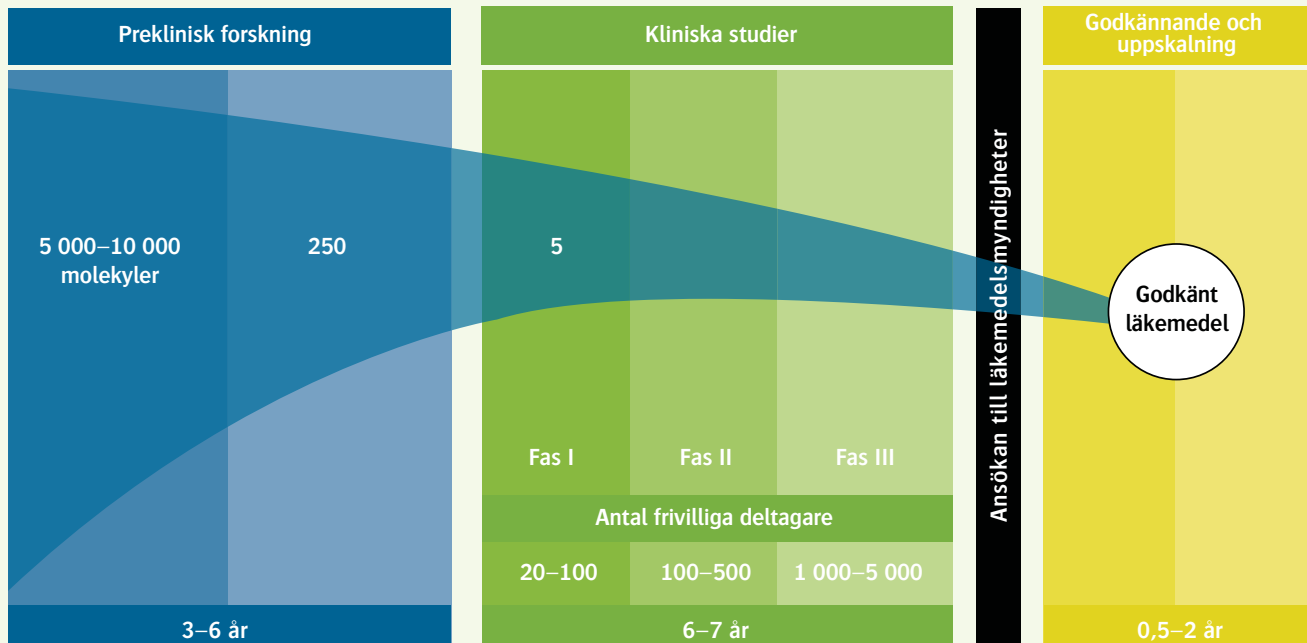 Preklinisk forskning
Kliniska studier
Godkännande och
uppskalning
5 000–10 000
molekyler
250
5
Fas I
Fas II
Fas III
Antal frivilliga deltagare
20–100
100–500
1 000–5 000
Ansökan till läkemedelsmyndigheter
Godkänt
läkemedel
3–6 år
6–7 år
0,5–2 år